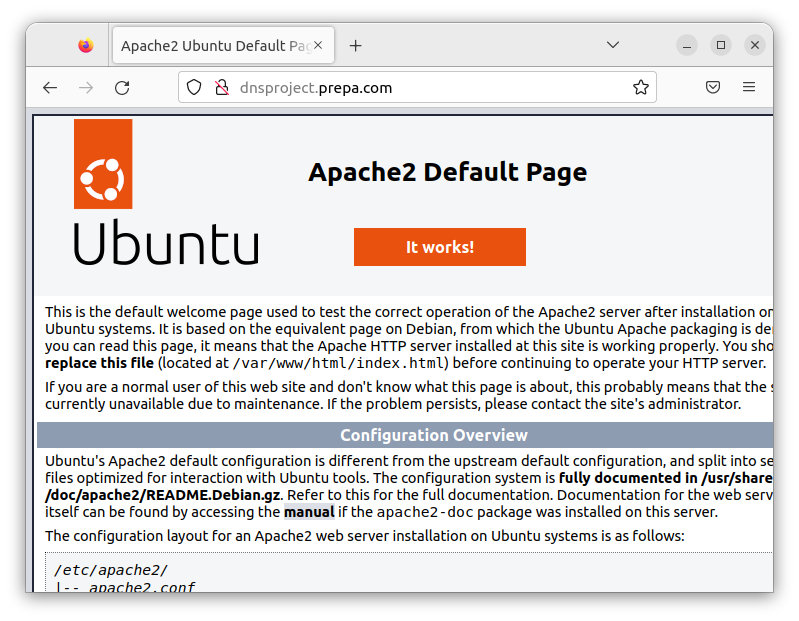 Apache2 Ubuntu Default Pag
dnsproject.prepa.com
Ubuntu
Apache2 Default Page
It works!
This is the default welcome page used to test the correct operation of the Apache2 server after installation on
Ubuntu systems. It is based on the equivalent page on Debian, from which the Ubuntu Apache packaging is de
you can read this page, it means that the Apache HTTP server installed at this site is working properly. You sho
replace this file (located at /var/www/html/index.html) before continuing to operate your HTTP server.
If you are a normal user of this web site and don't know what this page is about, this probably means that the s
currently unavailable due to maintenance. If the problem persists, please contact the site's administrator.
Configuration Overview
Ubuntu's Apache2 default configuration is different from the upstream default configuration, and split into se
files optimized for interaction with Ubuntu tools. The configuration system is fully documented in /usr/share
/doc/apache2/README.Debian.gz. Refer to this for the full documentation. Documentation for the web serv
itself can be found by accessing the manual if the apache2-doc package was installed on this server.
The configuration layout for an Apache2 web server installation on Ubuntu systems is as follows:
/etc/apache2/
|-- apache2.conf